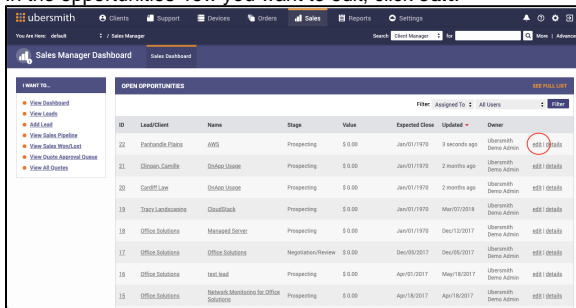 in the opportunities' row you want to edit, click edit.
ubersmith
Clients Support Devices Orders Sales Reports Settings
You Are Here: default / Sales Manager
Search Client Manager for More | Advanced
Sales Manager Dashboard Sales Dashboard
I WANT TO...
View Dashboard
View Leads
Add Lead
View Sales Pipeline
View Sales Won/Lost
View Quote Approval Queue
View All Quotes
OPEN OPPORTUNITIES SEE FULL LIST
Filter: Assigned To All Users Filter
ID Lead/Client Name Stage Value Expected Close Updated Owner
22 Panhandle Plains AWS Prospecting $ 0.00 Jan/01/1970 3 seconds ago Ubersmith Demo Admin edit | details
21 Clinpan, Camille OnApp Usage Prospecting $ 0.00 Jan/01/1970 2 months ago Ubersmith Demo Admin edit | details
20 Cardiff Law OnApp Usage Prospecting $ 0.00 Jan/01/1970 2 months ago Ubersmith Demo Admin edit | details
19 Tracy Landscaping CloudStack Prospecting $ 0.00 Jan/01/1970 Mar/07/2018 Ubersmith Demo Admin edit | details
18 Office Solutions Managed Server Prospecting $ 0.00 Jan/01/1970 Dec/12/2017 Ubersmith Demo Admin edit | details
17 Office Solutions Office Solutions Negotiation/Review $ 0.00 Dec/05/2017 Dec/05/2017 Ubersmith Demo Admin edit | details
16 Office Solutions test lead Prospecting $ 0.00 Apr/01/2017 May/18/2017 Ubersmith Demo Admin edit | details
15 Office Solutions Network Monitoring for Office Solutions Prospecting $ 0.00 Apr/18/2017 Apr/18/2017 Ubersmith Demo Admin edit | details